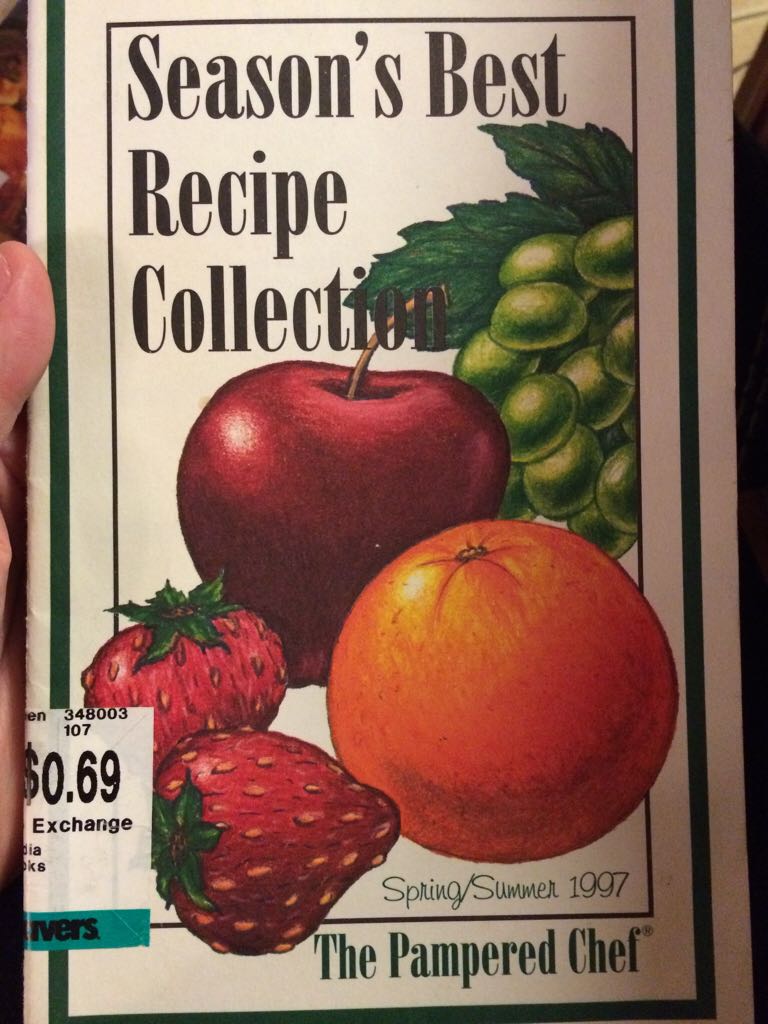 Season's Best
Recipe
Collection
348003
107
$0.69
Exchange
Spring/Summer 1997
The Pampered Chef®